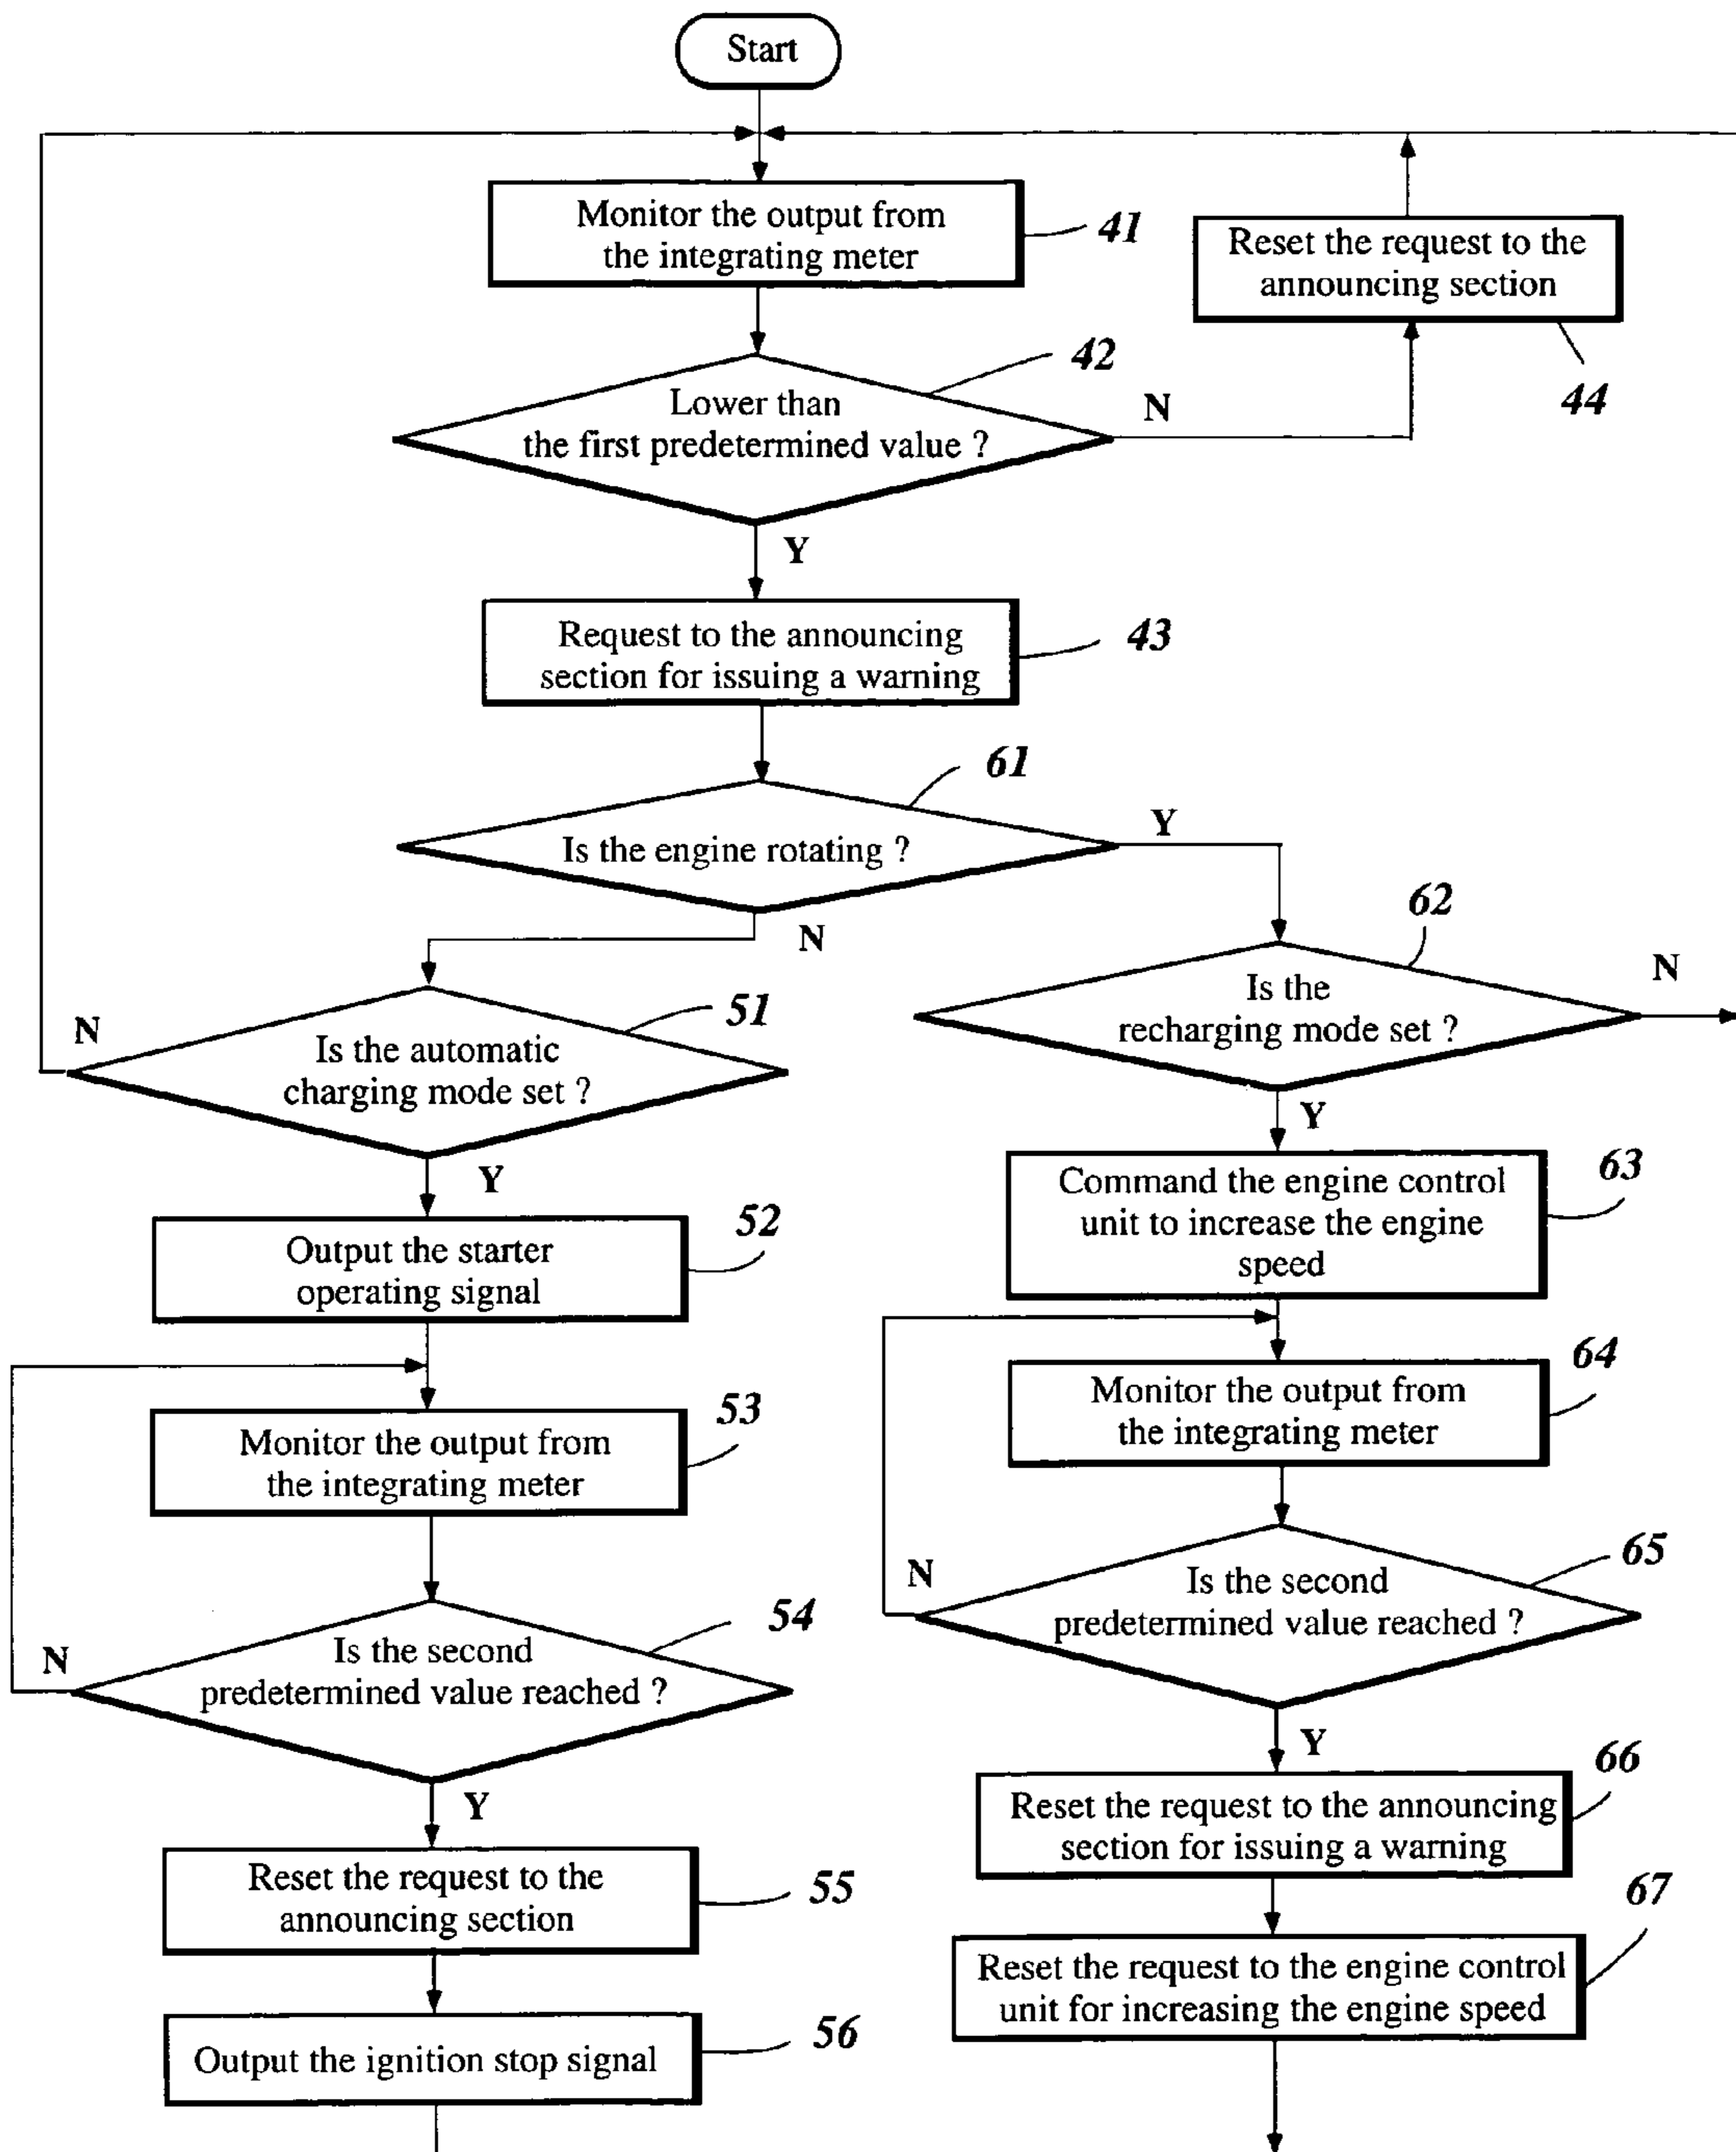 Start
Monitor the output from
the integrating meter
41
Reset the request to the
announcing section
44
42
Lower than
the first predetermined value ?
N
Y
Request to the announcing
section for issuing a warning
43
61
Is the engine rotating ?
Y
N
62
Is the
recharging mode set ?
N
Y
51
N
Is the automatic
charging mode set ?
Y
Command the engine control
unit to increase the engine
speed
63
Output the starter
operating signal
52
Monitor the output from
the integrating meter
64
Monitor the output from
the integrating meter
53
65
N
Is the second
predetermined value reached ?
Y
54
N
Is the second
predetermined value reached ?
Y
Reset the request to the announcing
section for issuing a warning
66
Reset the request to the
announcing section
55
Reset the request to the engine control
unit for increasing the engine speed
67
Output the ignition stop signal
56